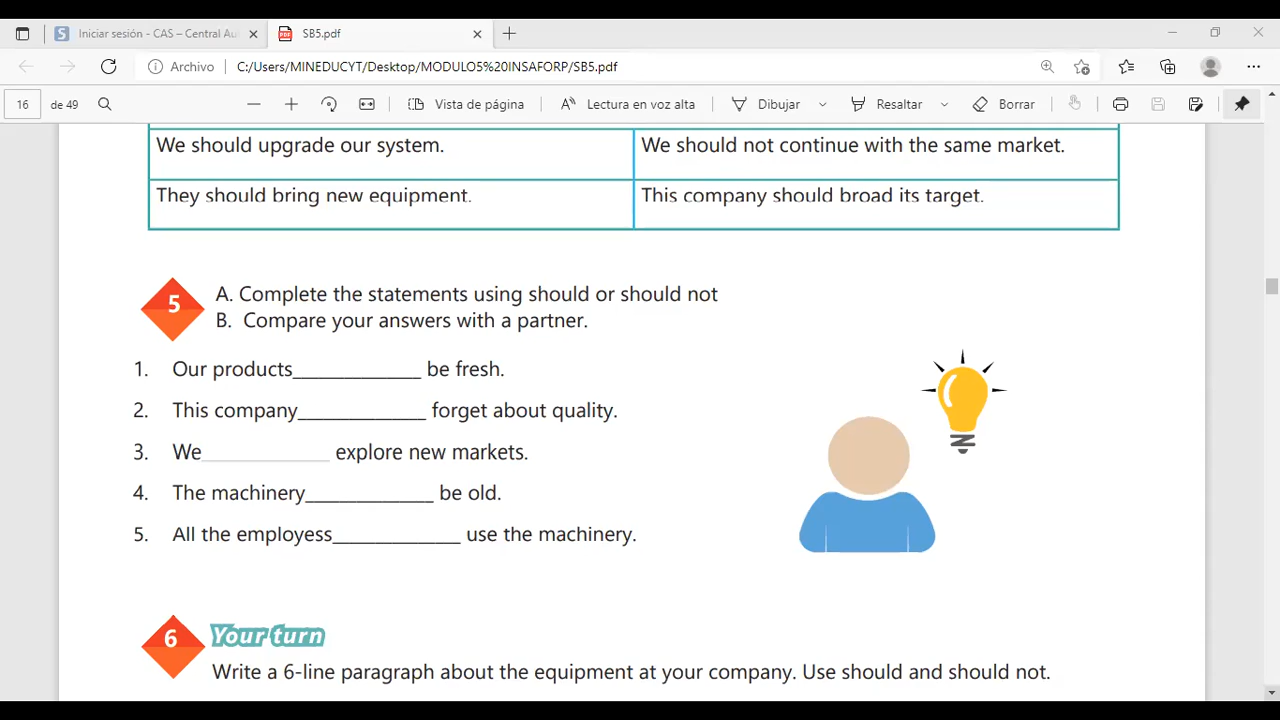 Iniciar sesión - CAS – Central Au
SB5.pdf
Archivo C:/Users/MINEDUCYT/Desktop/MODULO5%20INSAFORP/SB5.pdf
16 de 49 Vista de página Lectura en voz alta Dibujar Resaltar Borrar
We should upgrade our system. We should not continue with the same market.
They should bring new equipment. This company should broad its target.
5 A. Complete the statements using should or should not
B. Compare your answers with a partner.
1. Our products______________ be fresh.
2. This company______________ forget about quality.
3. We______________ explore new markets.
4. The machinery______________ be old.
5. All the employess______________ use the machinery.
6 Your turn
Write a 6-line paragraph about the equipment at your company. Use should and should not.